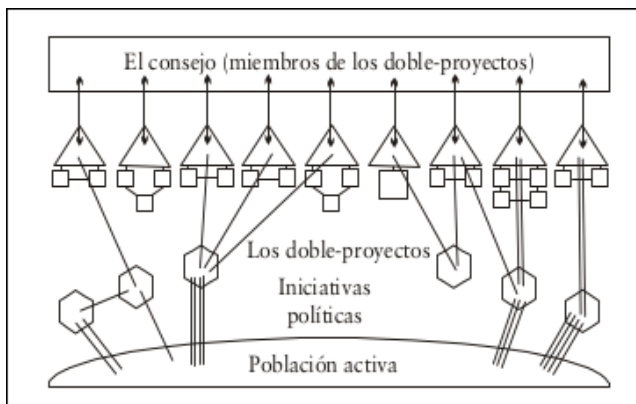 El consejo (miembros de los doble-proyectos)
Los doble-proyectos
Iniciativas
políticas
Población activa